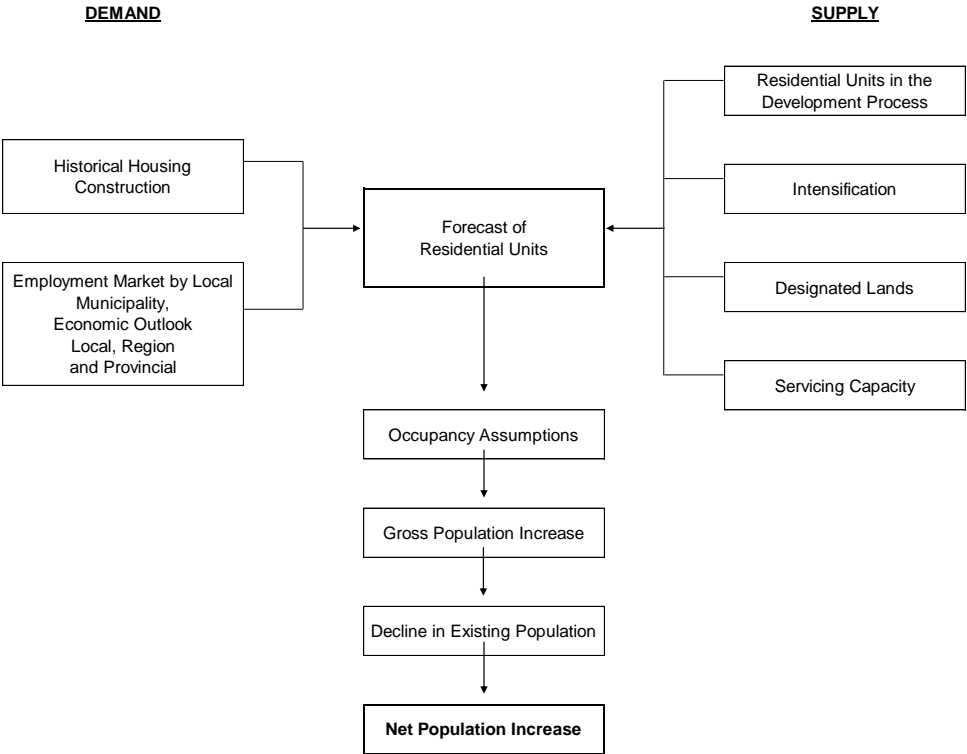 DEMAND
SUPPLY
Residential Units in the
Development Process
Historical Housing
Construction
Intensification
Forecast of
Residential Units
Employment Market by Local
Municipality,
Economic Outlook
Local, Region
and Provincial
Designated Lands
Servicing Capacity
Occupancy Assumptions
Gross Population Increase
Decline in Existing Population
Net Population Increase